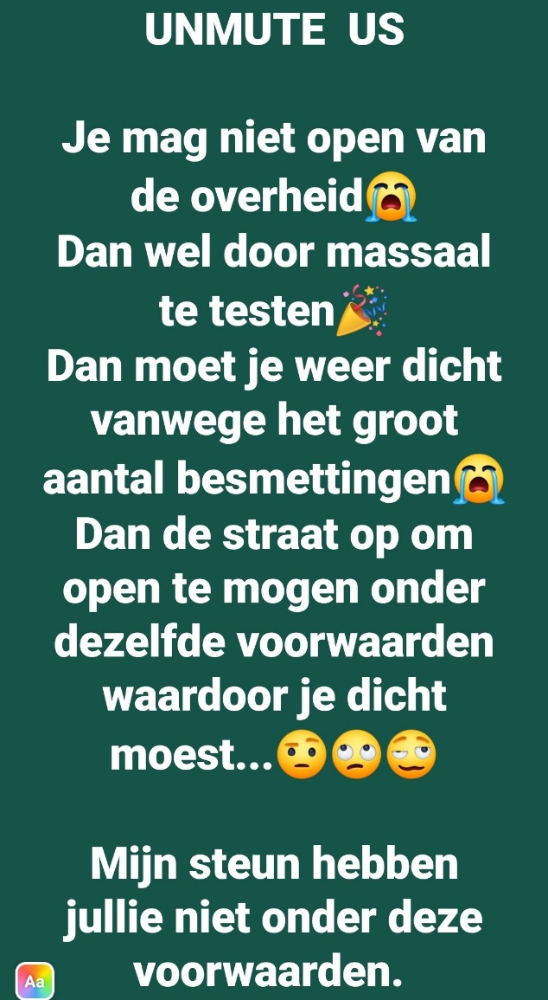 UNMUTE US
Je mag niet open van
de overheid😭
Dan wel door massaal
te testen🎉
Dan moet je weer dicht
vanwege het groot
aantal besmettingen😭
Dan de straat op om
open te mogen onder
dezelfde voorwaarden
waardoor je dicht
moest...🤨🙄🥴
Mijn steun hebben
jullie niet onder deze
voorwaarden.
Aa